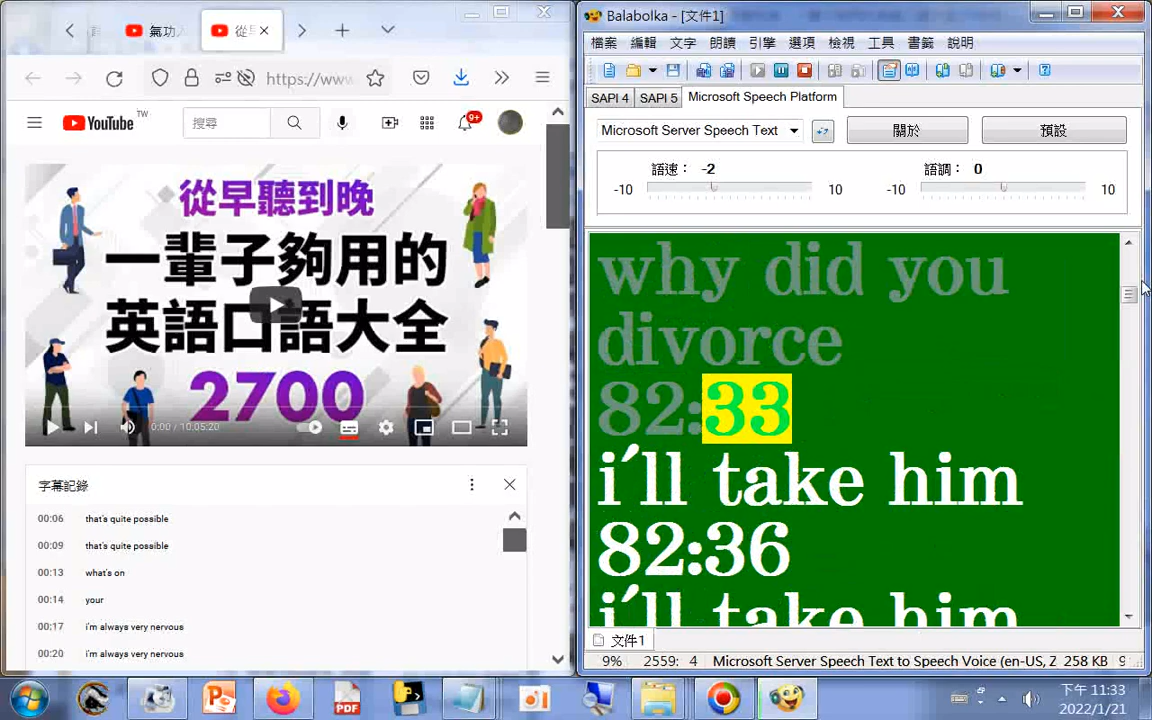 氣功
從
https://www
YouTube TW
搜尋
9+
從早聽到晚
一輩子夠用的
英語口語大全
2700
0:00 / 10:05:20
字幕記錄
00:06 that's quite possible
00:09 that's quite possible
00:13 what's on
00:14 your
00:17 i'm always very nervous
00:20 i'm always very nervous
Balabolka - [文件1]
檔案 編輯 文字 朗讀 引擎 選項 檢視 工具 書籤 說明
SAPI 4 SAPI 5 Microsoft Speech Platform
Microsoft Server Speech Text
關於
預設
語速： -2
-10 10
語調： 0
-10 10
why did you
divorce
82:33
i'll take him
82:36
i'll take him
文件1
9% 2559: 4 Microsoft Server Speech Text to Speech Voice (en-US, Z 258 KB 9
PDF
下午 11:33
2022/1/21